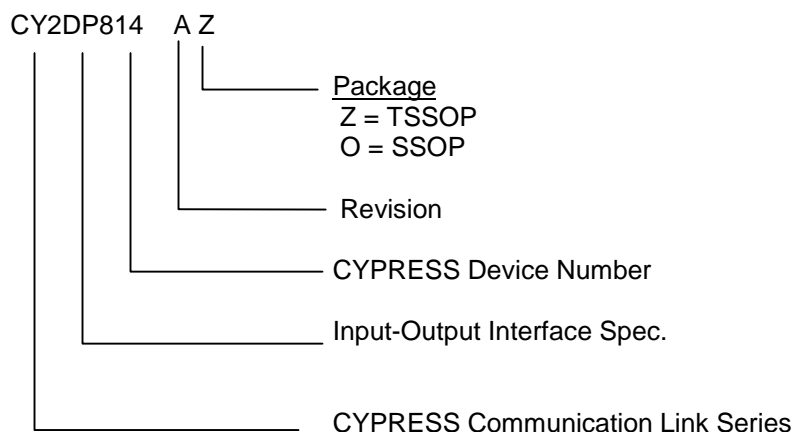 CY2DP814 A Z
Package
Z = TSSOP
O = SSOP
Revision
CYPRESS Device Number
Input-Output Interface Spec.
CYPRESS Communication Link Series